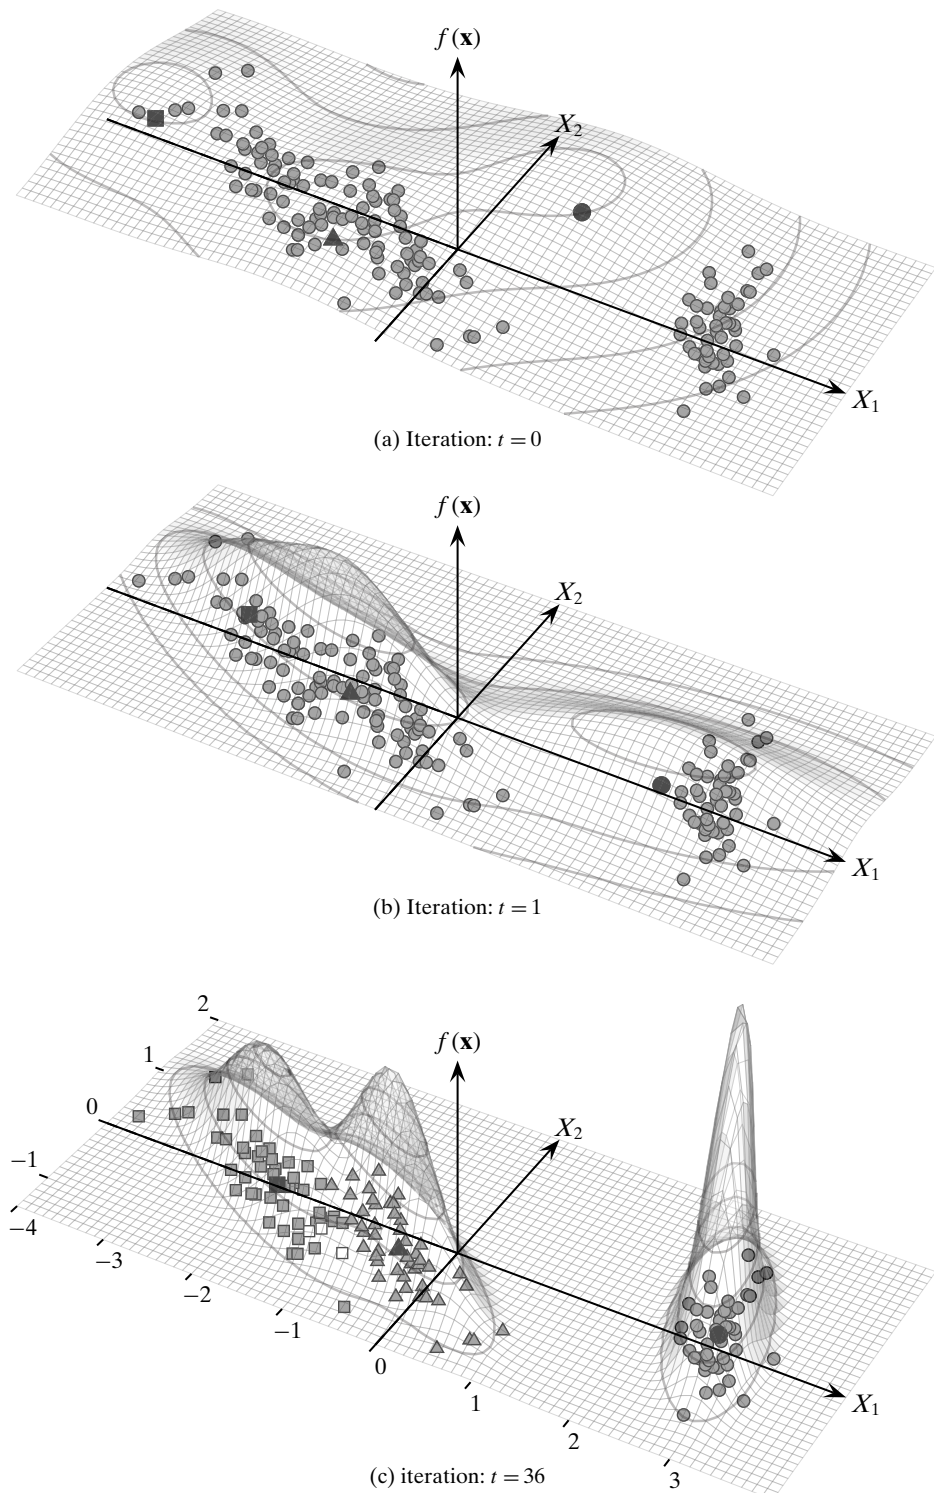 f(x)
X2
X1
(a) Iteration: t = 0
f(x)
X2
X1
(b) Iteration: t = 1
2
f(x)
1
X2
0
−1
−4
−3
−2
−1
0
X1
1
2
3
(c) iteration: t = 36